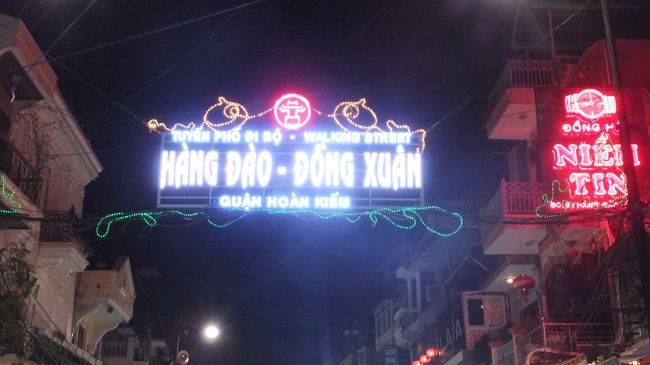 TUYẾN PHỐ ĐI BỘ • WALKING STREET
HÀNG ĐÀO - ĐỒNG XUÂN
QUẬN HOÀN KIẾM
ĐỒNG H
NIỀM
TIN